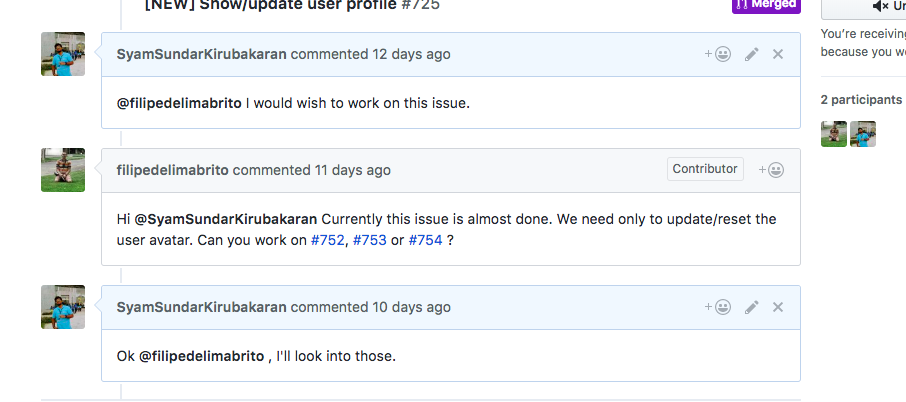 [NEW] Show/update user profile #725
Merged
SyamSundarKirubakaran commented 12 days ago
@filipedelimabrito I would wish to work on this issue.
filipedelimabrito commented 11 days ago
Contributor
Hi @SyamSundarKirubakaran Currently this issue is almost done. We need only to update/reset the
user avatar. Can you work on #752, #753 or #754 ?
SyamSundarKirubakaran commented 10 days ago
Ok @filipedelimabrito , I'll look into those.
You're receiving
because you
2 participants